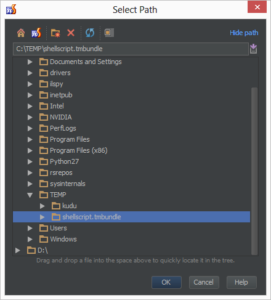 Select Path
Hide path
C:\TEMP\shellscript.tmbundle
Documents and Settings
drivers
ilspy
inetpub
Intel
NVIDIA
PerfLogs
Program Files
Program Files (x86)
Python27
rsrepos
sysinternals
TEMP
kudu
shellscript.tmbundle
Users
Windows
D:\
Drag and drop a file into the space above to quickly locate it in the tree.
OK
Cancel
Help